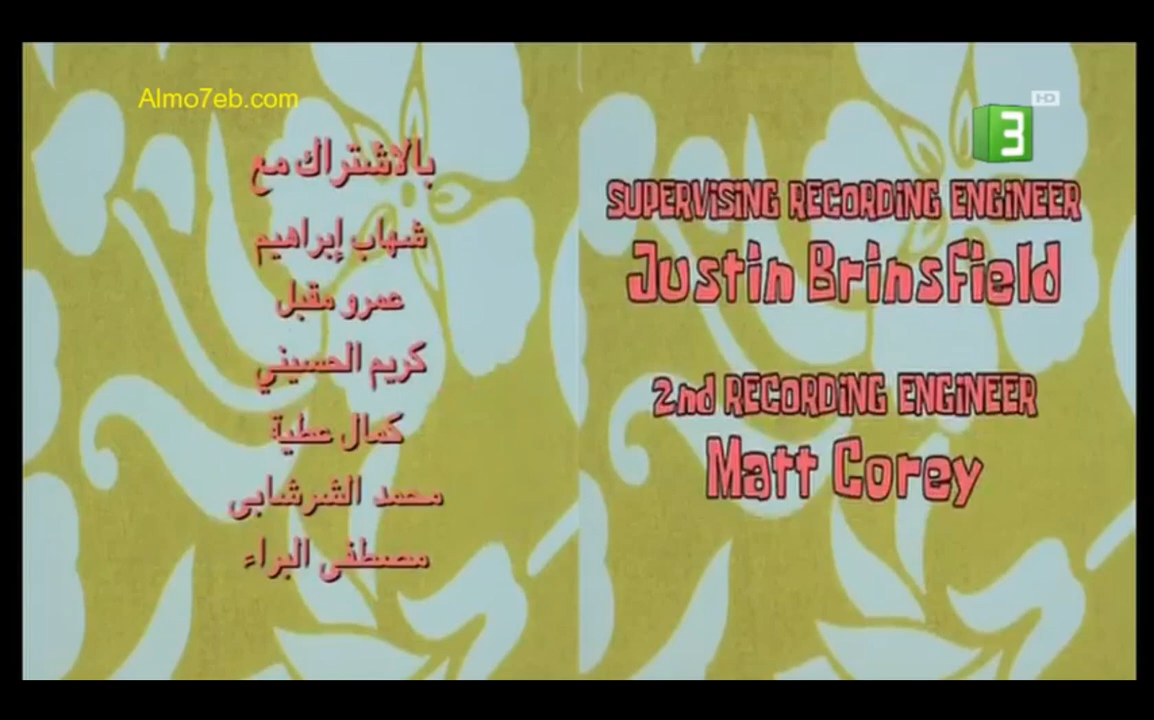 Almo7eb.com
بالاشتراك مع
شهاب إبراهيم
عمرو مقبل
كريم الحسيني
كمال عطية
محمد الشرشابى
مصطفى البراء
HD
3
SUPERVISING RECORDING ENGINEER
Justin Brinsfield
2nd RECORDING ENGINEER
Matt Corey